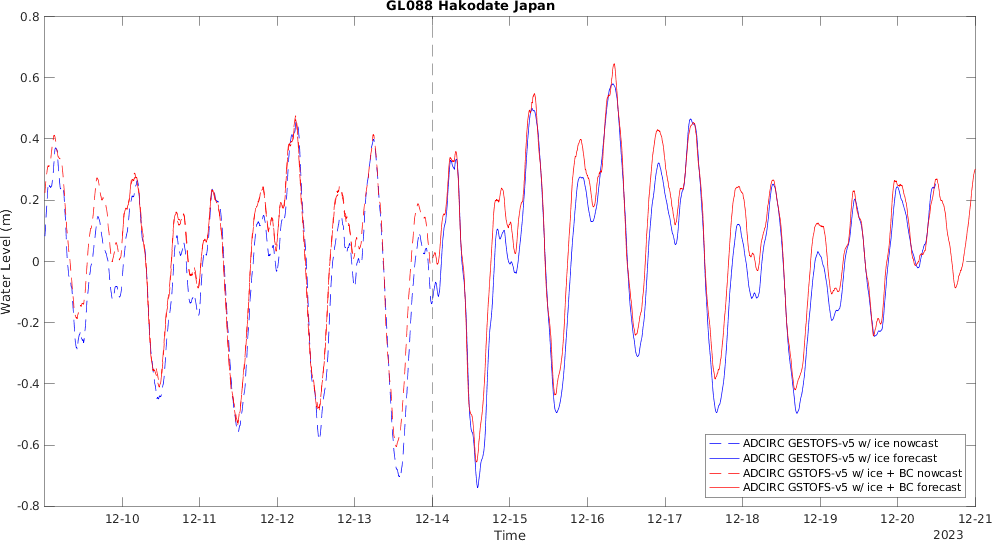 GL088 Hakodate Japan
0.8
0.6
0.4
0.2
0
-0.2
-0.4
-0.6
-0.8
Water Level (m)
ADCIRC GESTOFS-v5 w/ ice nowcast
ADCIRC GESTOFS-v5 w/ ice forecast
ADCIRC GSTOFS-v5 w/ ice + BC nowcast
ADCIRC GSTOFS-v5 w/ ice + BC forecast
12-10 12-11 12-12 12-13 12-14 12-15 12-16 12-17 12-18 12-19 12-20 12-21
Time
2023